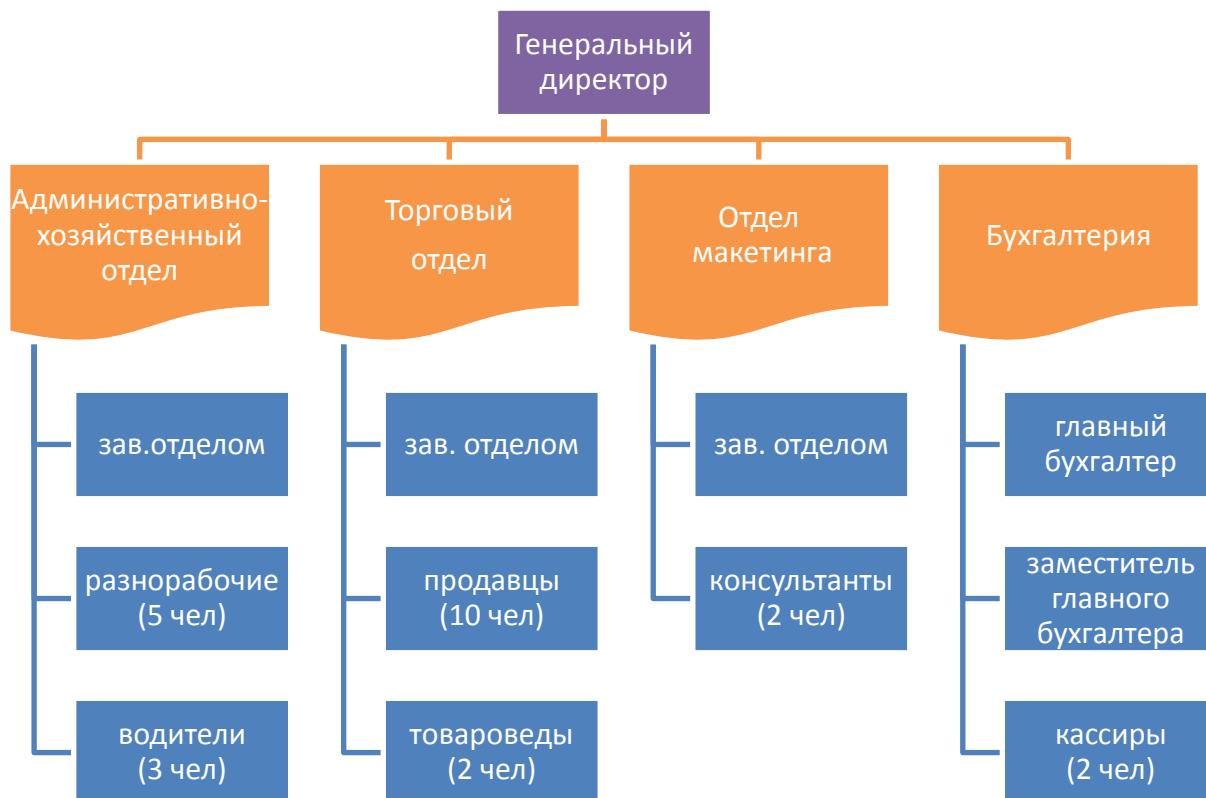 Генеральный
директор
Административно-
хозяйственный
отдел
Торговый
отдел
Отдел
макетинга
Бухгалтерия
зав.отделом
разнорабочие
(5 чел)
водители
(3 чел)
зав. отделом
продавцы
(10 чел)
товароведы
(2 чел)
зав. отделом
консультанты
(2 чел)
главный
бухгалтер
заместитель
главного
бухгалтера
кассиры
(2 чел)